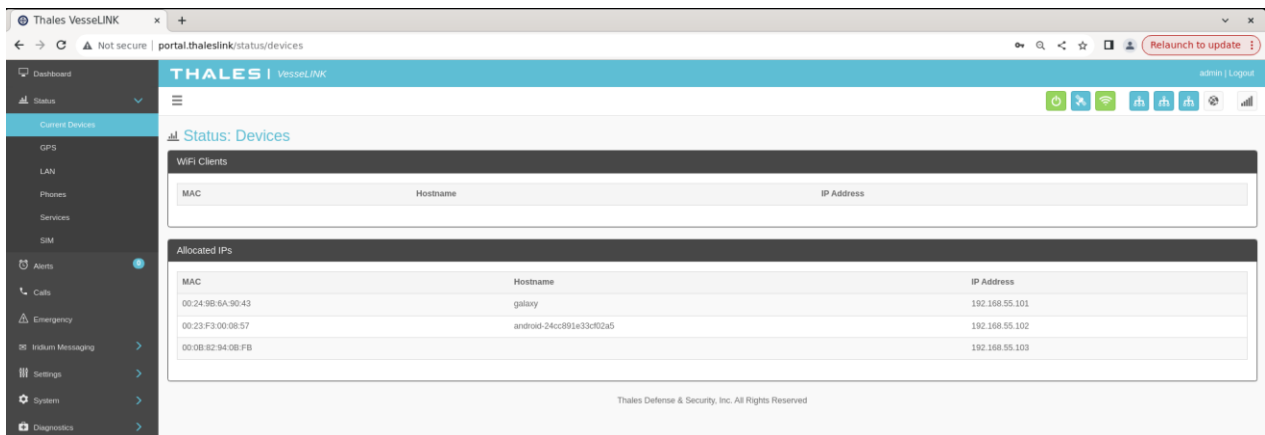 Thales VesseLINK
Not secure | portal.thaleslink/status/devices
Relaunch to update
Dashboard
THALES | VesseLINK
admin | Logout
Status
Current Devices
GPS
LAN
Phones
Services
SIM
Alerts 0
Calls
Emergency
Iridium Messaging
Settings
System
Diagnostics
Status: Devices
WiFi Clients
MAC Hostname IP Address
Allocated IPs
MAC Hostname IP Address
00:24:9B:6A:90:43 galaxy 192.168.55.101
00:23:F3:00:08:57 android-24cc891e33cf02a5 192.168.55.102
00:0B:82:94:0B:FB 192.168.55.103
Thales Defense & Security, Inc. All Rights Reserved